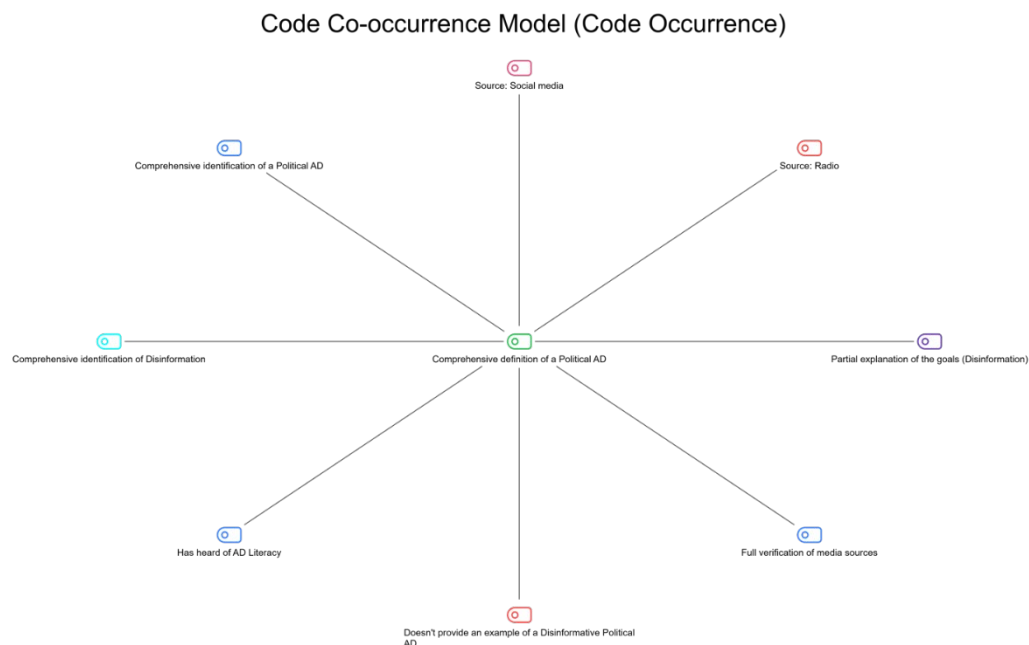 Code Co-occurrence Model (Code Occurrence)
Source: Social media
Comprehensive identification of a Political AD
Source: Radio
Comprehensive identification of Disinformation
Comprehensive definition of a Political AD
Partial explanation of the goals (Disinformation)
Has heard of AD Literacy
Full verification of media sources
Doesn't provide an example of a Disinformative Political
AD